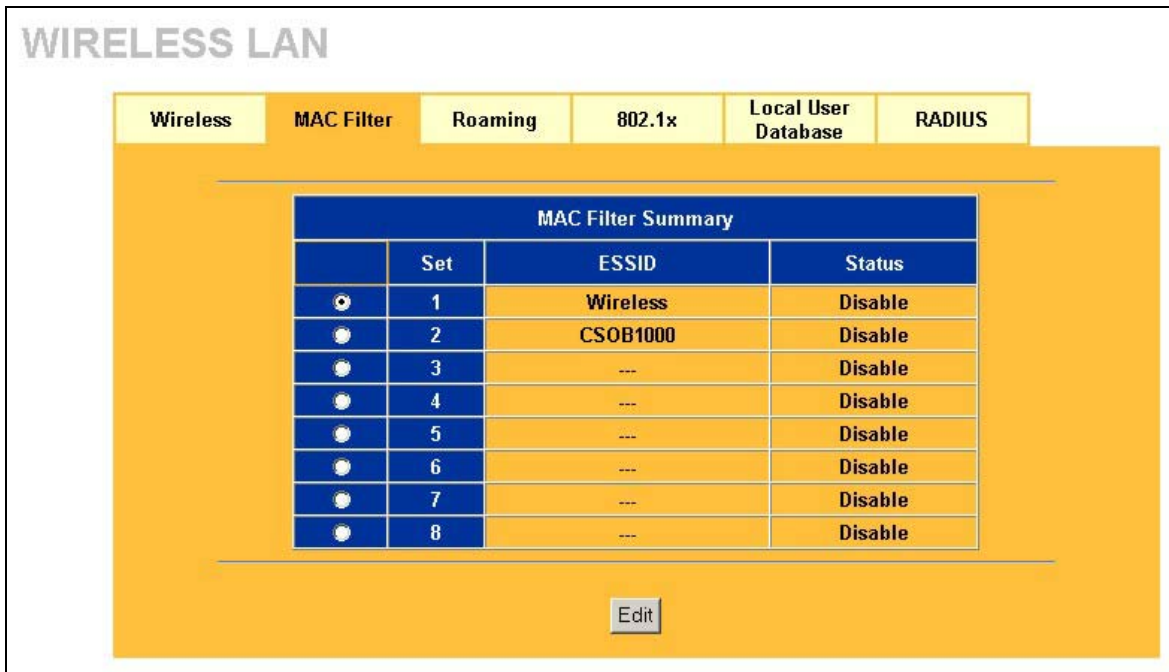 WIRELESS LAN
Wireless MAC Filter Roaming 802.1x Local User Database RADIUS
MAC Filter Summary
Set ESSID Status
1 Wireless Disable
2 CSOB1000 Disable
3 --- Disable
4 --- Disable
5 --- Disable
6 --- Disable
7 --- Disable
8 --- Disable
Edit